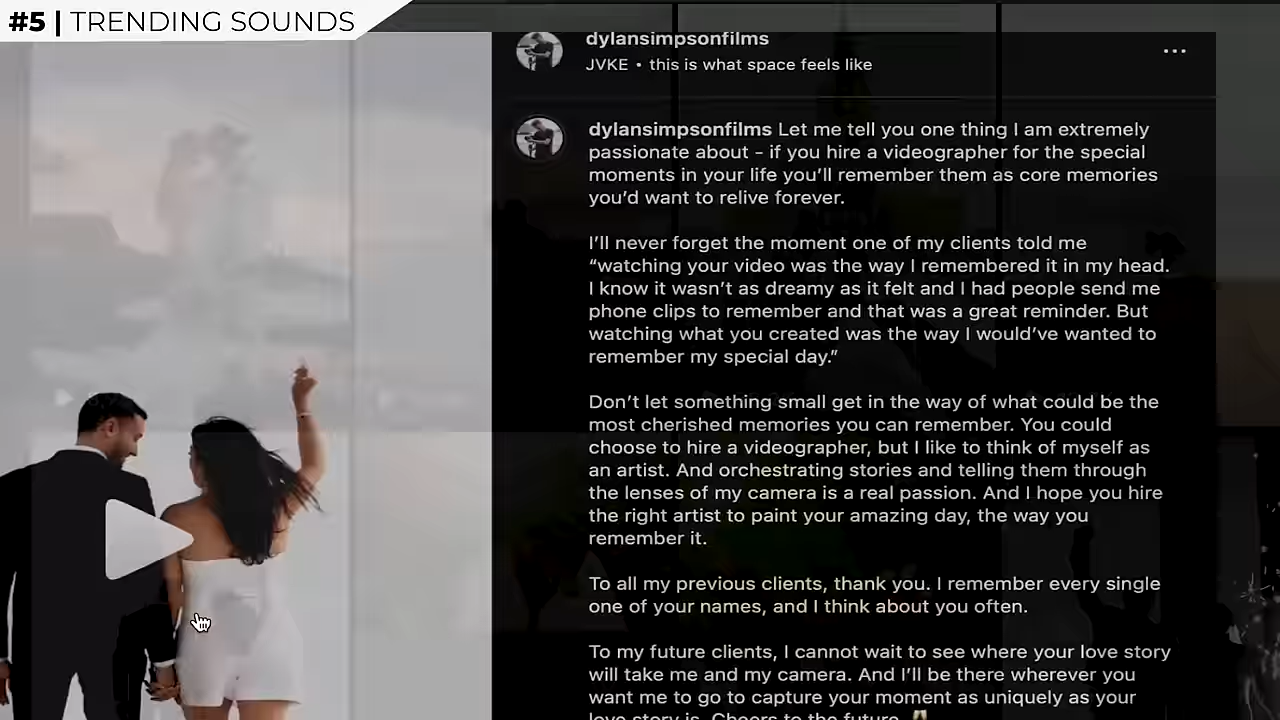 #5 | TRENDING SOUNDS
dylansimpsonfilms
JVKE • this is what space feels like
dylansimpsonfilms Let me tell you one thing I am extremely
passionate about - if you hire a videographer for the special
moments in your life you’ll remember them as core memories
you’d want to relive forever.
I’ll never forget the moment one of my clients told me
“watching your video was the way I remembered it in my head.
I know it wasn’t as dreamy as it felt and I had people send me
phone clips to remember and that was a great reminder. But
watching what you created was the way I would’ve wanted to
remember my special day.”
Don’t let something small get in the way of what could be the
most cherished memories you can remember. You could
choose to hire a videographer, but I like to think of myself as
an artist. And orchestrating stories and telling them through
the lenses of my camera is a real passion. And I hope you hire
the right artist to paint your amazing day, the way you
remember it.
To all my previous clients, thank you. I remember every single
one of your names, and I think about you often.
To my future clients, I cannot wait to see where your love story
will take me and my camera. And I’ll be there wherever you
want me to go to capture your moment as uniquely as your
love story is. Cheers to the future.